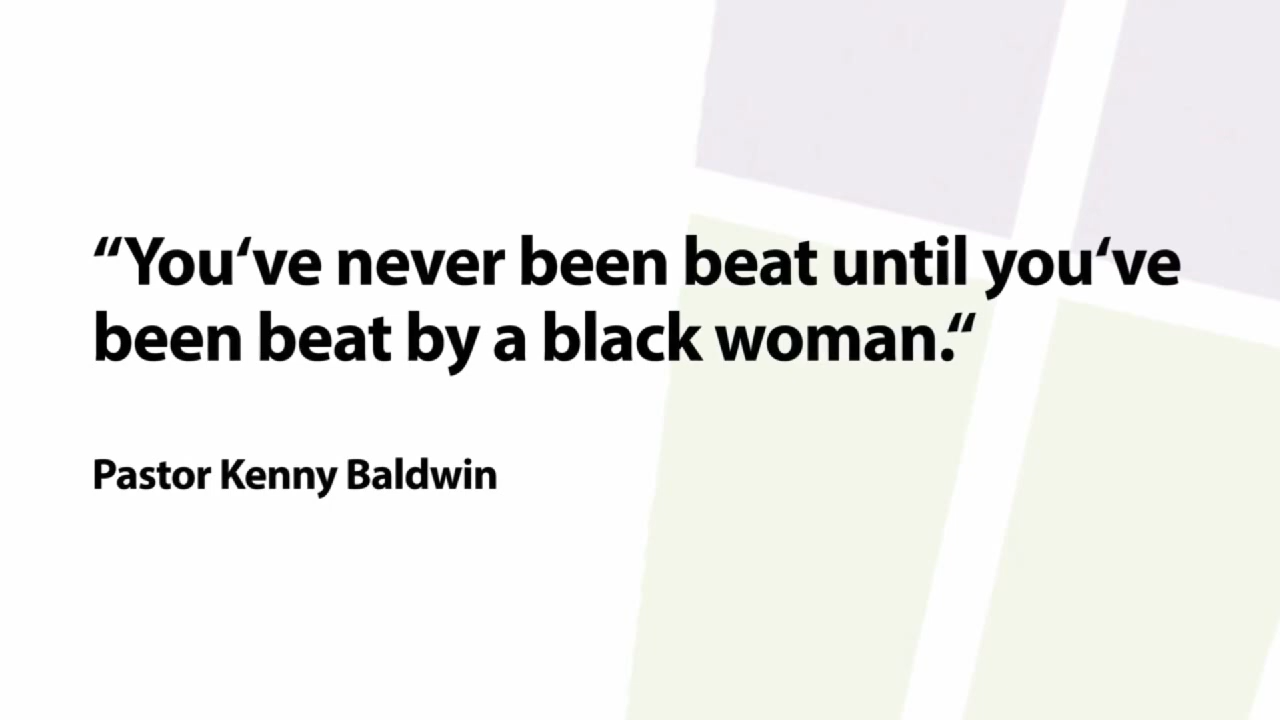 “You‘ve never been beat until you‘ve
been beat by a black woman.“
Pastor Kenny Baldwin